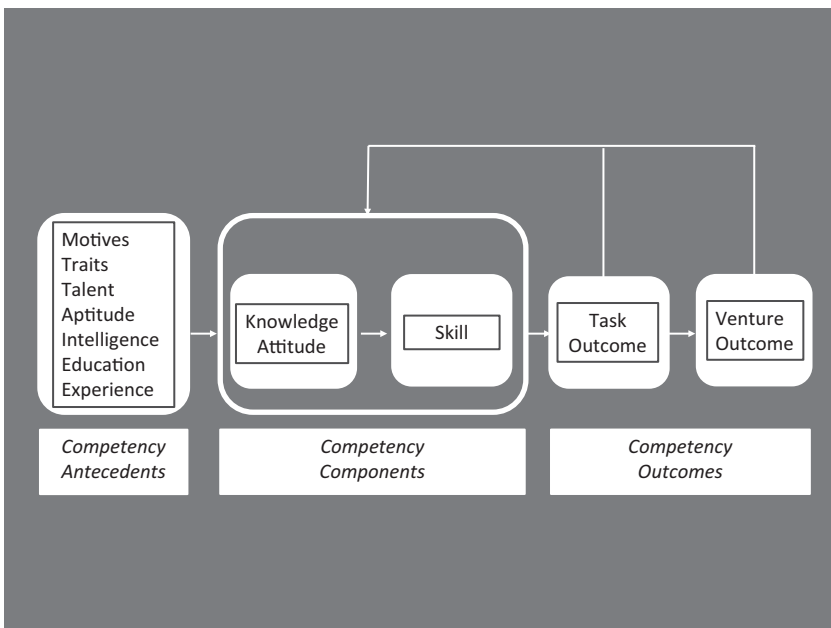 Motives
Traits
Talent
Aptitude
Intelligence
Education
Experience
Knowledge
Attitude
Skill
Task
Outcome
Venture
Outcome
Competency
Antecedents
Competency
Components
Competency
Outcomes